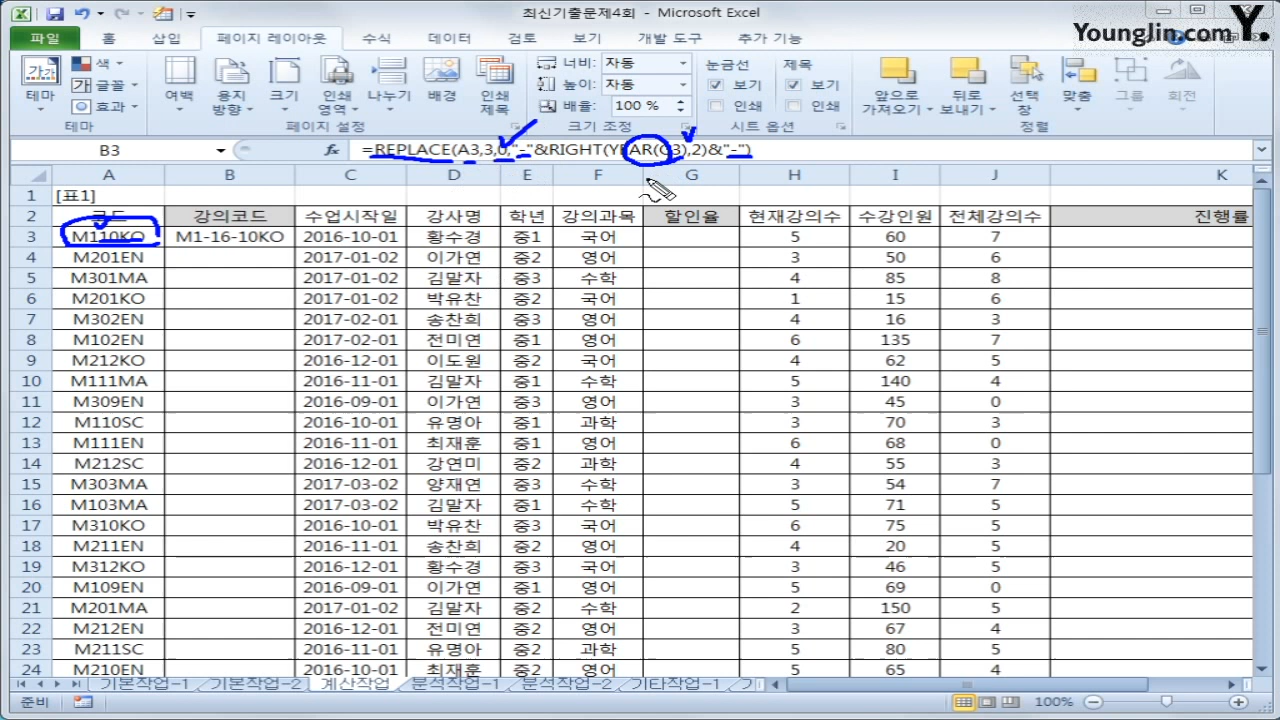 최신기출문제4회 - Microsoft Excel
YoungJin.com Y.
파일 홈 삽입 페이지 레이아웃 수식 데이터 검토 보기 개발 도구 추가 기능
테마 색 글꼴 효과 여백 용지 방향 크기 인쇄 영역 나누기 배경 인쇄 제목 너비: 자동 높이: 자동 배율: 100 % 눈금선 보기 인쇄 제목 보기 인쇄 앞으로 가져오기 뒤로 보내기 선택 창 맞춤 그룹 회전
테마 페이지 설정 크기 조정 시트 옵션 정렬
B3 fx =REPLACE(A3,3,0,"-"&RIGHT(YEAR(C3),2)&"-")
A B C D E F G H I J K
1 [표1]
2 코드 강의코드 수업시작일 강사명 학년 강의과목 할인율 현재강의수 수강인원 전체강의수 진행률
3 M110KO M1-16-10KO 2016-10-01 황수경 중1 국어 5 60 7
4 M201EN 2017-01-02 이가연 중2 영어 3 50 6
5 M301MA 2017-01-02 김말자 중3 수학 4 85 8
6 M201KO 2017-01-02 박유찬 중2 국어 1 15 6
7 M302EN 2017-02-01 송찬희 중3 영어 4 16 3
8 M102EN 2017-02-01 전미연 중1 영어 6 135 7
9 M212KO 2016-12-01 이도원 중2 국어 4 62 5
10 M111MA 2016-11-01 김말자 중1 수학 5 140 4
11 M309EN 2016-09-01 이가연 중3 영어 3 45 0
12 M110SC 2016-10-01 유명아 중1 과학 3 70 3
13 M111EN 2016-11-01 최재훈 중1 영어 6 68 0
14 M212SC 2016-12-01 강연미 중2 과학 4 55 3
15 M303MA 2017-03-02 양재연 중3 수학 3 54 7
16 M103MA 2017-03-02 김말자 중1 수학 5 71 5
17 M310KO 2016-10-01 박유찬 중3 국어 6 75 5
18 M211EN 2016-11-01 송찬희 중2 영어 4 20 5
19 M312KO 2016-12-01 황수경 중3 국어 3 46 5
20 M109EN 2016-09-01 이가연 중1 영어 5 69 0
21 M201MA 2017-01-02 김말자 중2 수학 2 150 5
22 M212EN 2016-12-01 전미연 중2 영어 3 67 4
23 M211SC 2016-11-01 유명아 중2 과학 5 80 5
24 M210EN 2016-10-01 최재훈 중2 영어 5 65 4
기본작업-1 기본작업-2 계산작업 분석작업-1 분석작업-2 기타작업-1 기
준비 100%